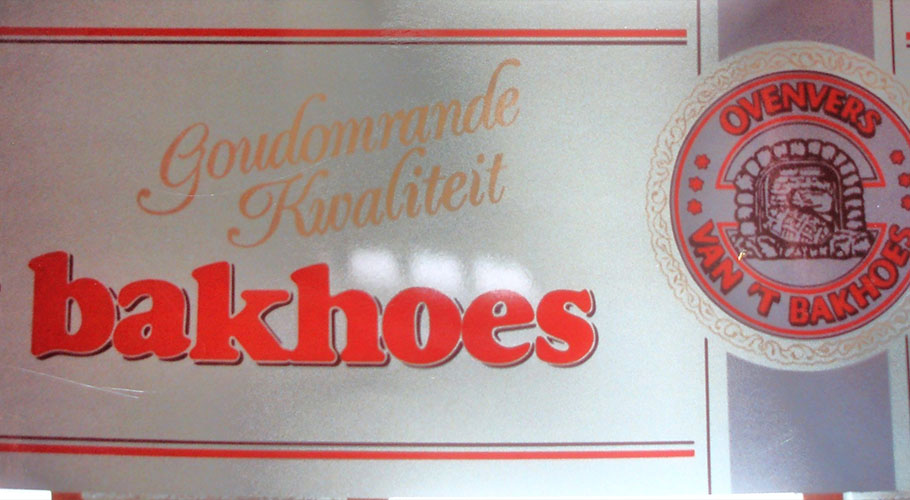 Goudomrande
Kwaliteit
bakhoes
OVENVERS
VAN 'T BAKHOES